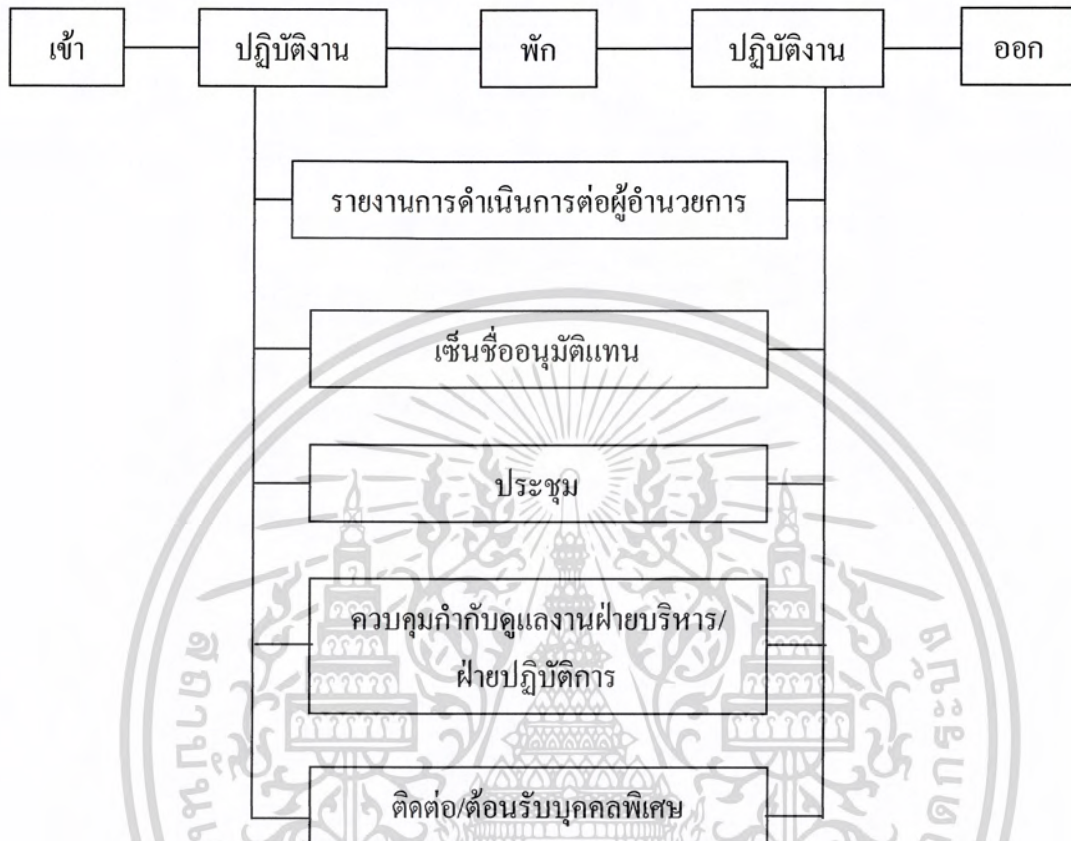 เข้า
ปฏิบัติงาน
พัก
ปฏิบัติงาน
ออก
รายงานการดำเนินการต่อผู้อำนวยการ
เซ็นชื่ออนุมัติแทน
ประชุม
ควบคุมกำกับดูแลงานฝ่ายบริหาร/
ฝ่ายปฏิบัติการ
ติดต่อ/ต้อนรับบุคคลพิเศษ